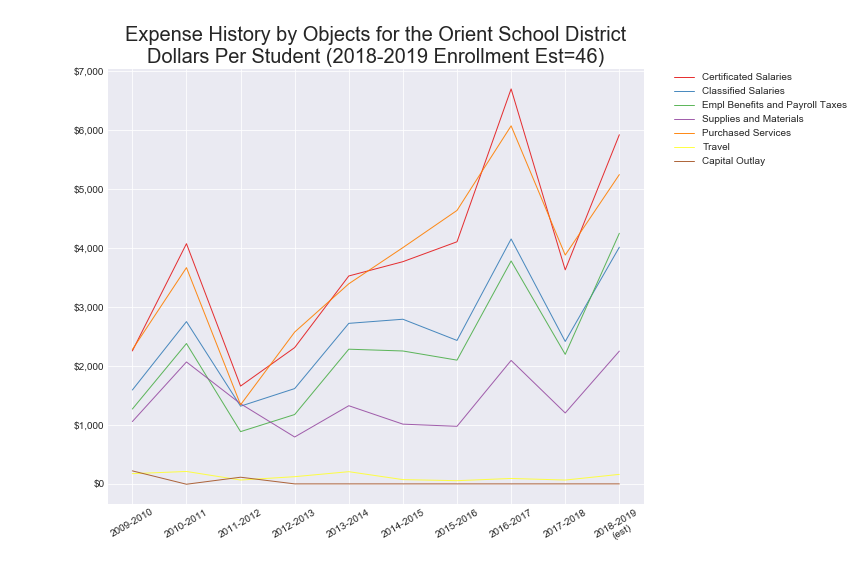 Expense History by Objects for the Orient School District
Dollars Per Student (2018-2019 Enrollment Est=46)
$7,000
$6,000
$5,000
$4,000
$3,000
$2,000
$1,000
$0
2009-2010
2010-2011
2011-2012
2012-2013
2013-2014
2014-2015
2015-2016
2016-2017
2017-2018
2018-2019
(est)
Certificated Salaries
Classified Salaries
Empl Benefits and Payroll Taxes
Supplies and Materials
Purchased Services
Travel
Capital Outlay